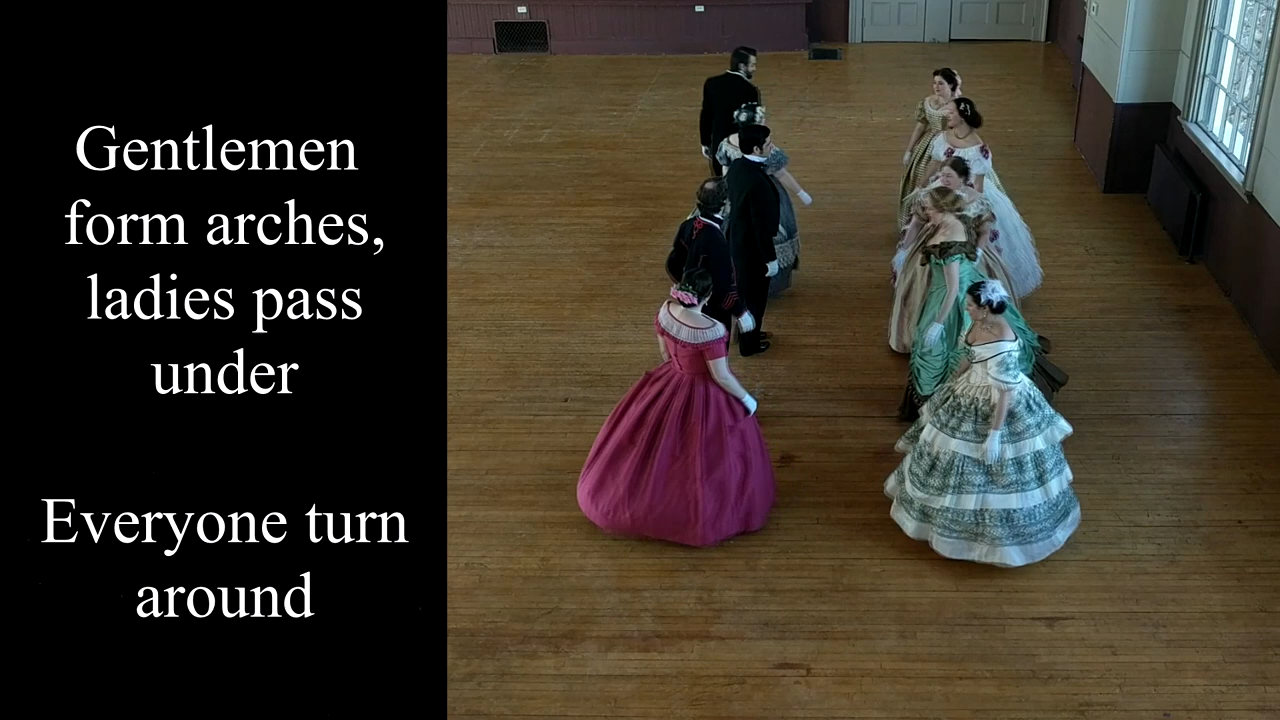 Gentlemen
form arches,
ladies pass
under
Everyone turn
around